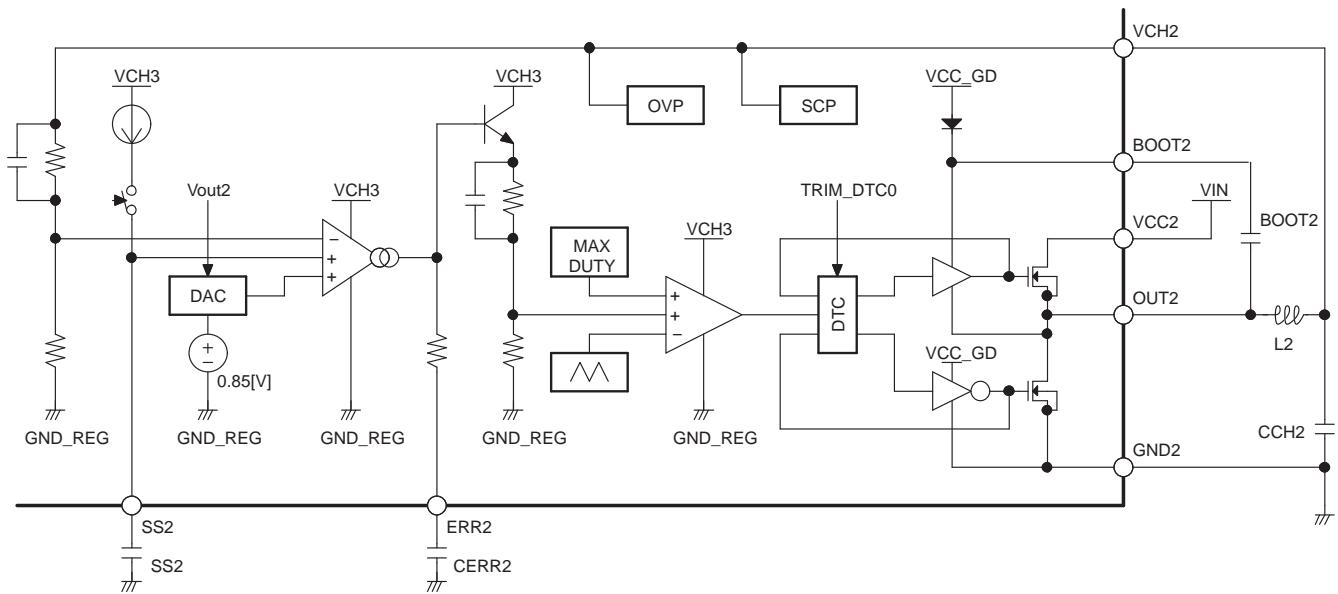 VCH2
VCH3
VCH3
VCC_GD
OVP
SCP
BOOT2
Vout2
VCH3
TRIM_DTC0
VIN
MAX
DUTY
VCH3
BOOT2
VCC2
−
+
+
DAC
+
+
−
DTC
OUT2
L2
+
−
0.85[V]
VCC_GD
GND_REG
GND_REG
GND_REG
GND_REG
GND_REG
CCH2
GND2
SS2
ERR2
SS2
CERR2